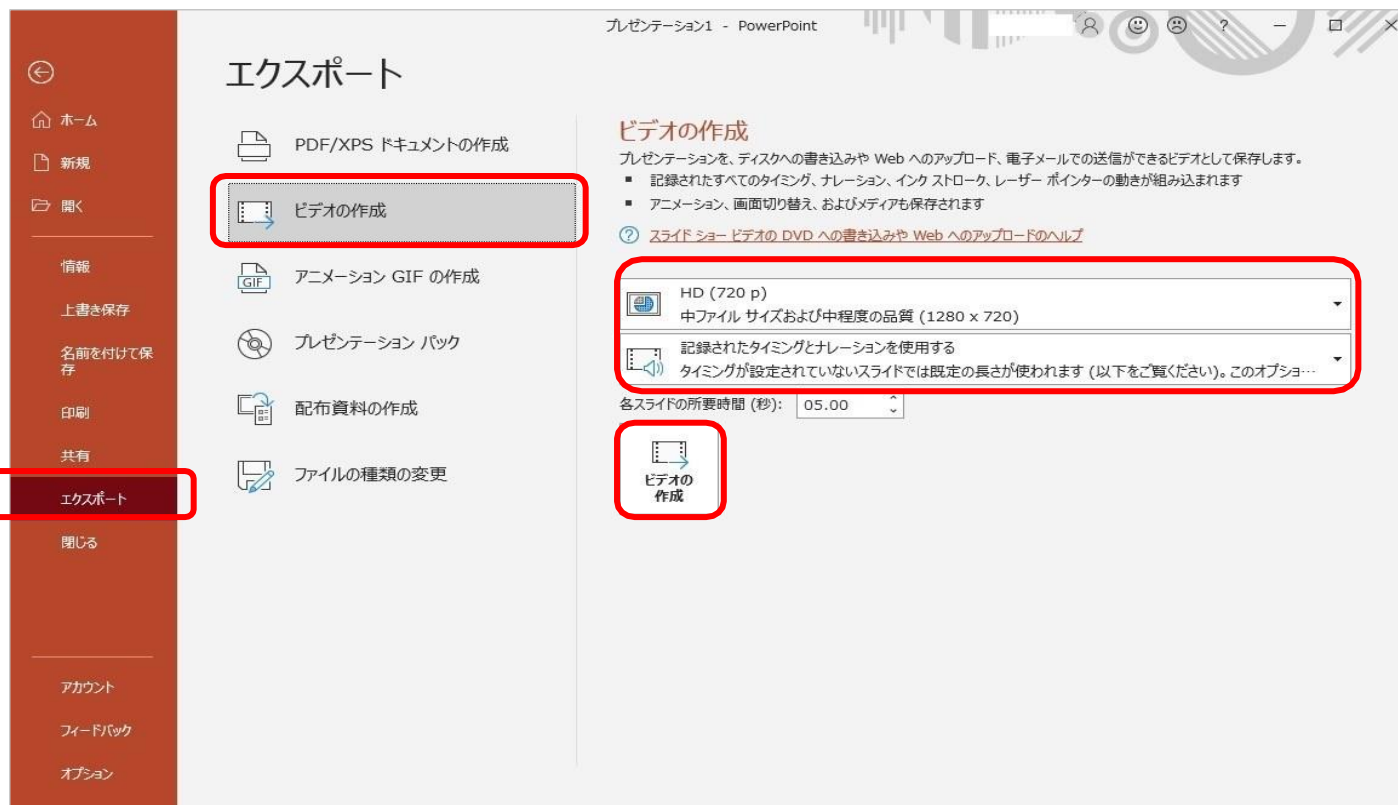 プレゼンテーション1 - PowerPoint
?
エクスポート
ホーム
新規
開く
情報
上書き保存
名前を付けて保
存
印刷
共有
エクスポート
閉じる
アカウント
フィードバック
オプション
PDF/XPS ドキュメントの作成
ビデオの作成
アニメーション GIF の作成
GIF
プレゼンテーション パック
配布資料の作成
ファイルの種類の変更
ビデオの作成
プレゼンテーションを、ディスクへの書き込みや Web へのアップロード、電子メールでの送信ができるビデオとして保存します。
▪ 記録されたすべてのタイミング、ナレーション、インク ストローク、レーザー ポインターの動きが組み込まれます
▪ アニメーション、画面切り替え、およびメディアも保存されます
? スライド ショー ビデオの DVD への書き込みや Web へのアップロードのヘルプ
HD (720 p)
中ファイル サイズおよび中程度の品質 (1280 x 720)
記録されたタイミングとナレーションを使用する
タイミングが設定されていないスライドでは既定の長さが使われます (以下をご覧ください)。このオプショ…
各スライドの所要時間 (秒): 05.00
ビデオの
作成